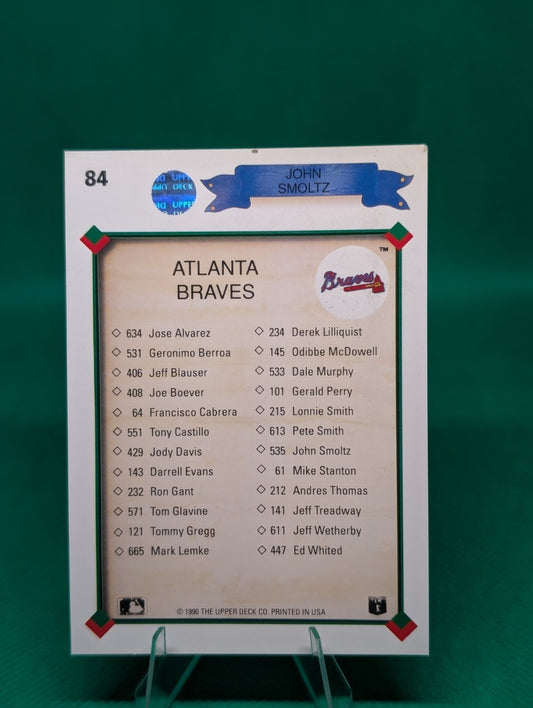 84
JOHN
SMOLTZ
ATLANTA
BRAVES
Braves
™
◇ 634 Jose Alvarez
◇ 531 Geronimo Berroa
◇ 406 Jeff Blauser
◇ 408 Joe Boever
◇ 64 Francisco Cabrera
◇ 551 Tony Castillo
◇ 429 Jody Davis
◇ 143 Darrell Evans
◇ 232 Ron Gant
◇ 571 Tom Glavine
◇ 121 Tommy Gregg
◇ 665 Mark Lemke
◇ 234 Derek Lilliquist
◇ 145 Odibbe McDowell
◇ 533 Dale Murphy
◇ 101 Gerald Perry
◇ 215 Lonnie Smith
◇ 613 Pete Smith
◇ 535 John Smoltz
◇ 61 Mike Stanton
◇ 212 Andres Thomas
◇ 141 Jeff Treadway
◇ 611 Jeff Wetherby
◇ 447 Ed Whited
© 1990 THE UPPER DECK CO. PRINTED IN USA